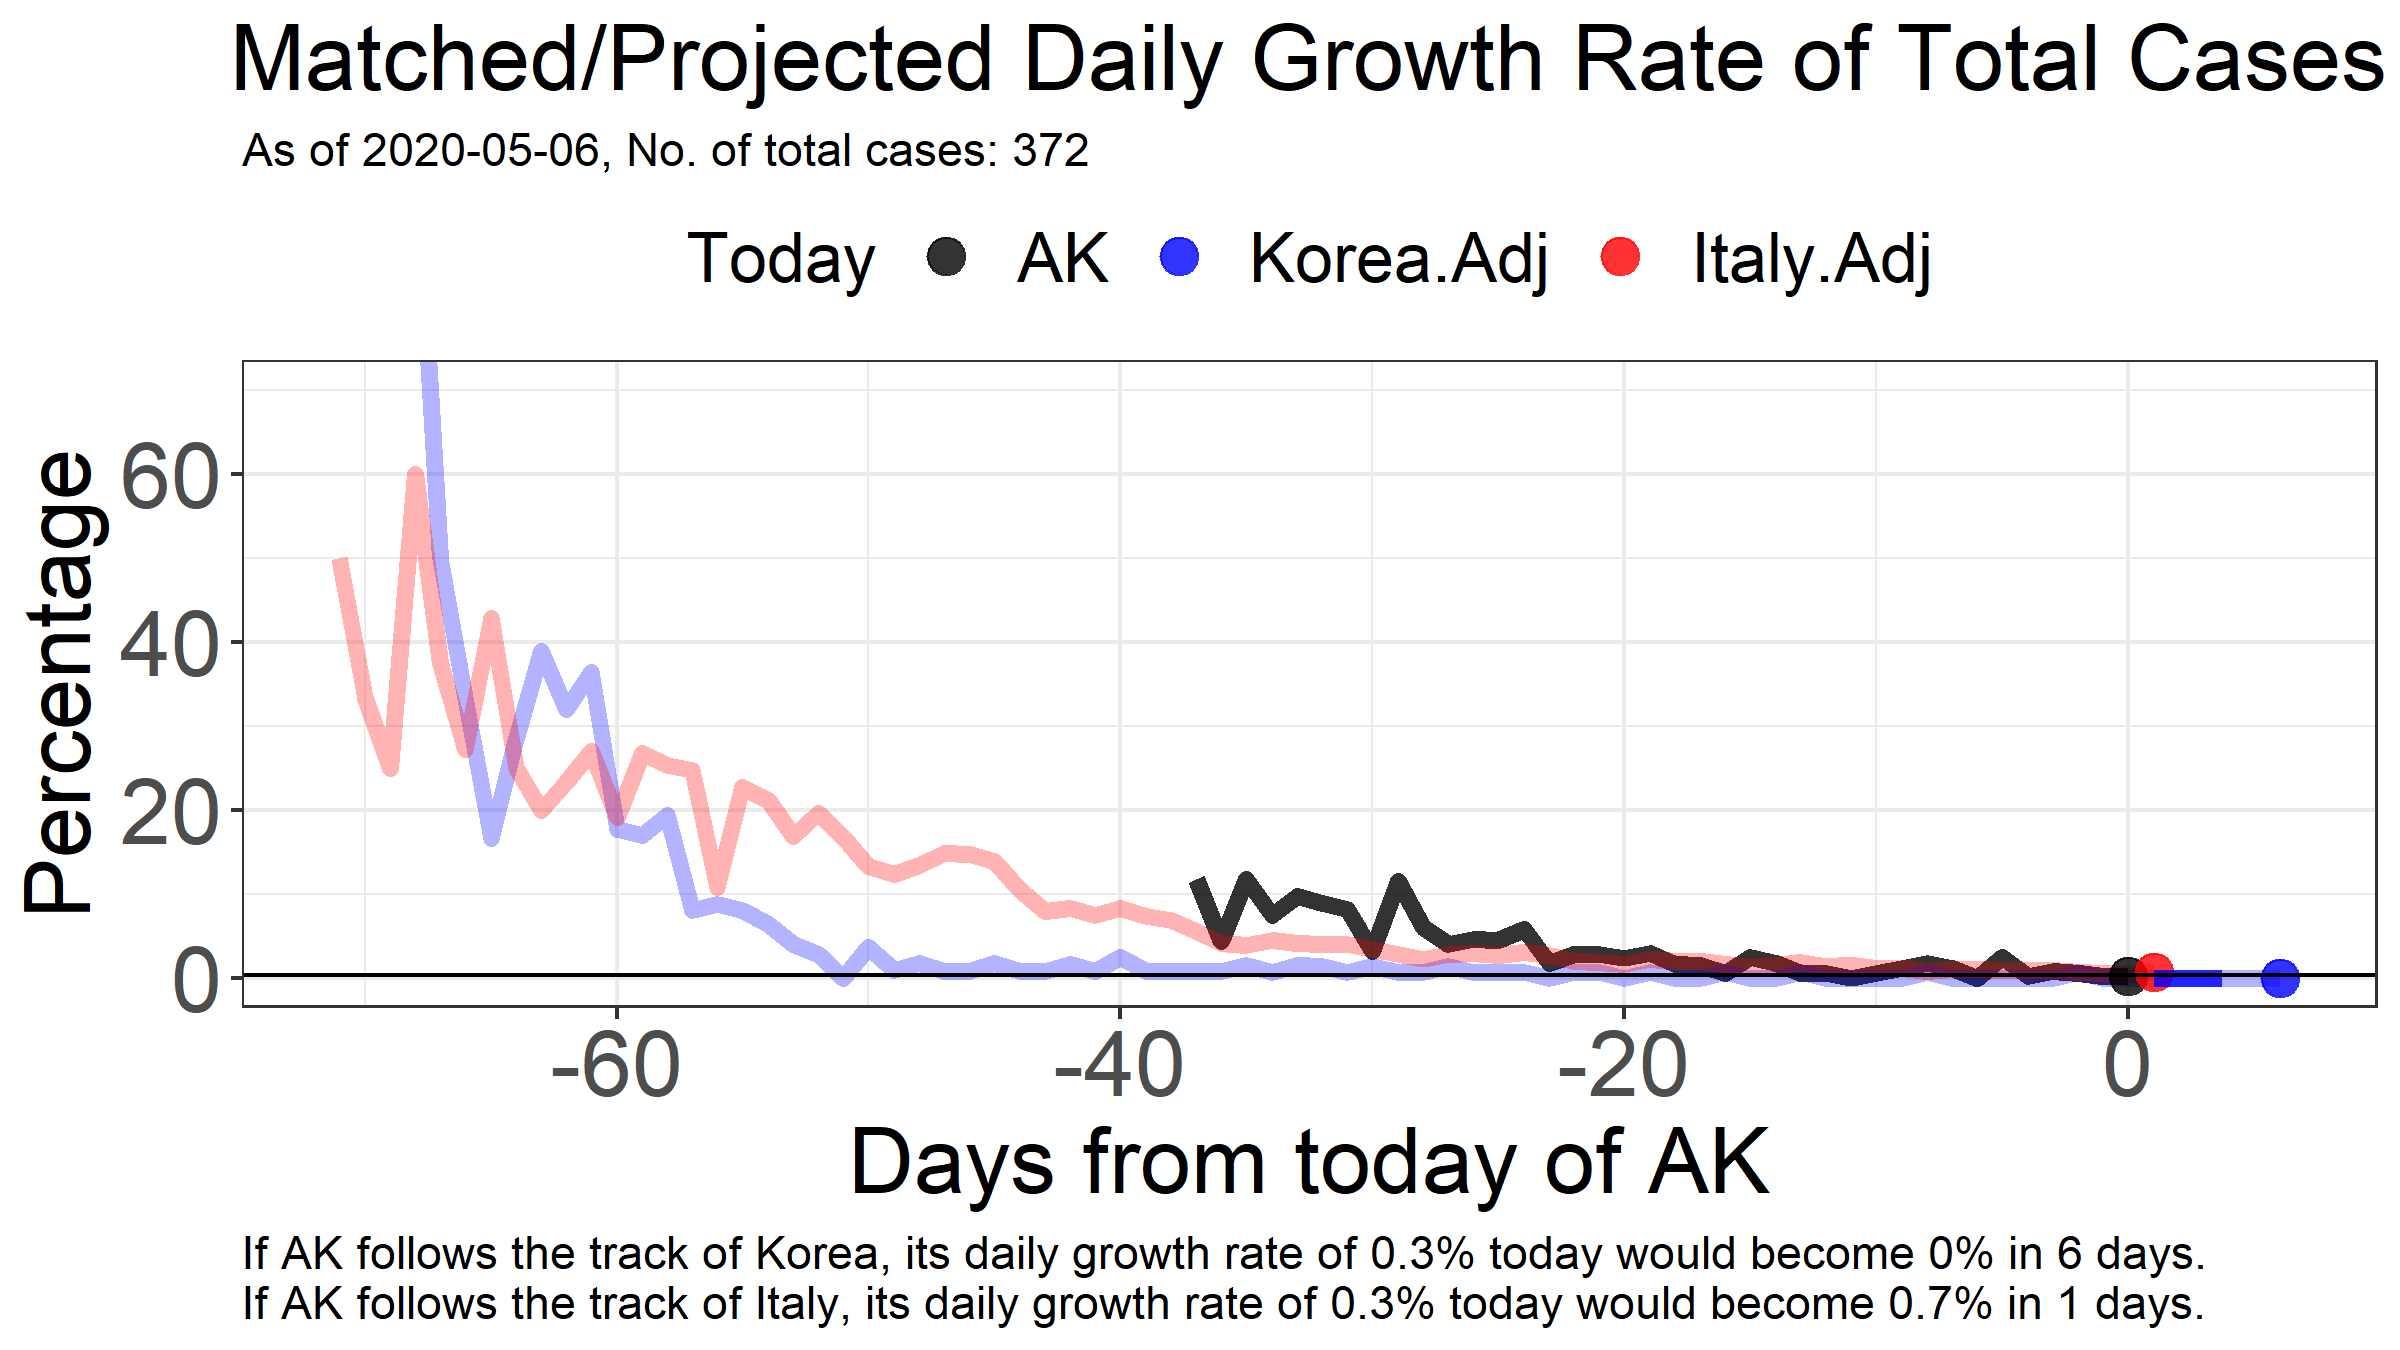 Matched/Projected Daily Growth Rate of Total Cases
As of 2020-05-06, No. of total cases: 372
Today AK Korea.Adj Italy.Adj
Percentage
60
40
20
0
-60 -40 -20 0
Days from today of AK
If AK follows the track of Korea, its daily growth rate of 0.3% today would become 0% in 6 days.
If AK follows the track of Italy, its daily growth rate of 0.3% today would become 0.7% in 1 days.